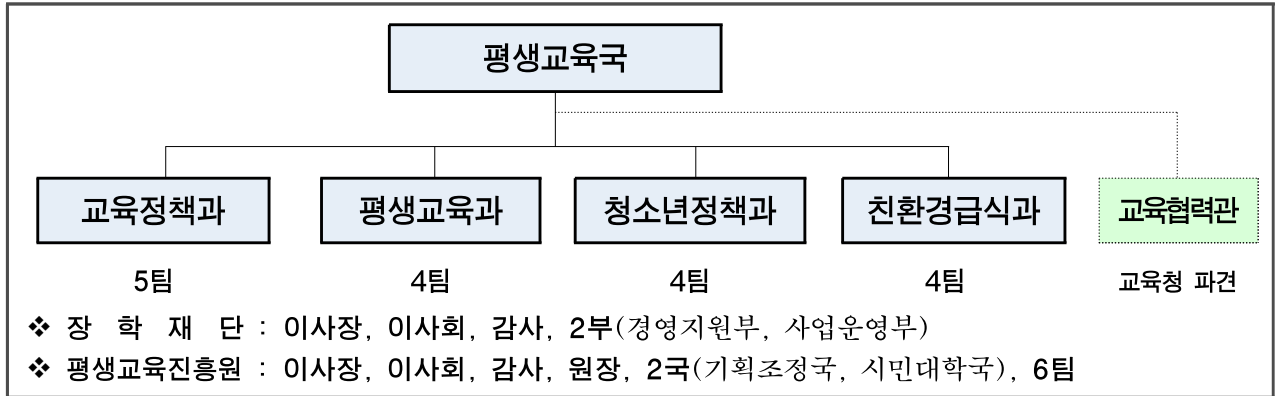 평생교육국
교육정책과 평생교육과 청소년정책과 친환경급식과 교육협력관
5팀 4팀 4팀 4팀 교육청 파견
❖ 장 학 재 단 : 이사장, 이사회, 감사, 2부(경영지원부, 사업운영부)
❖ 평생교육진흥원 : 이사장, 이사회, 감사, 원장, 2국(기획조정국, 시민대학국), 6팀